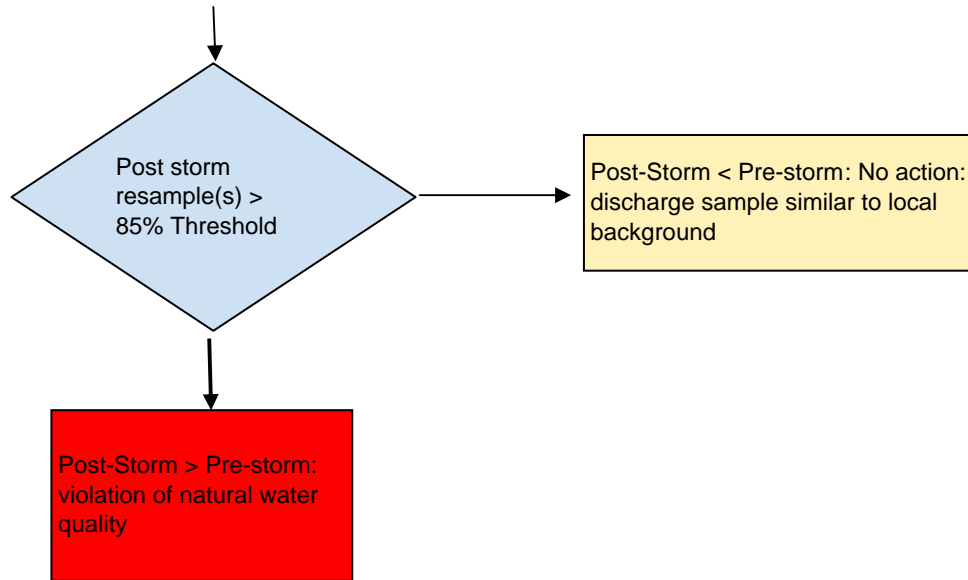 Post storm
resample(s) >
85% Threshold
Post-Storm < Pre-storm: No action:
discharge sample similar to local
background
Post-Storm > Pre-storm:
violation of natural water
quality